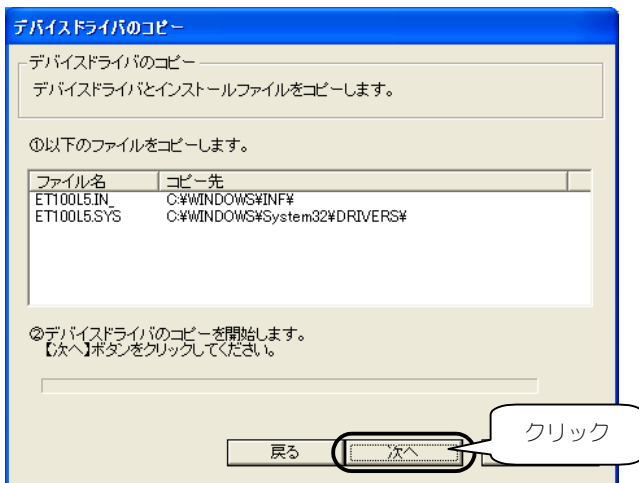 デバイスドライバのコピー
デバイスドライバのコピー
デバイスドライバとインストールファイルをコピーします。
①以下のファイルをコピーします。
ファイル名 コピー先
ET100L5.IN_ C:¥WINDOWS¥INF¥
ET100L5.SYS C:¥WINDOWS¥System32¥DRIVERS¥
②デバイスドライバのコピーを開始します。
【次へ】ボタンをクリックしてください。
クリック
戻る 次へ